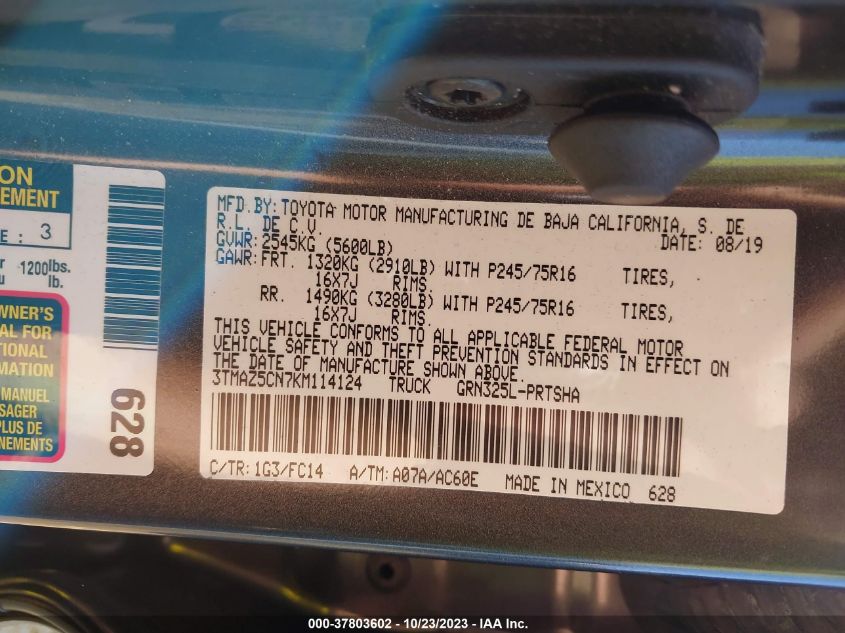 ON
EMENT
E : 3
1200lbs.
lb.
WNER'S
AL FOR
TIONAL
MATION
MANUEL
SAGER
PLUS DE
NEMENTS
628
MFD. BY: TOYOTA MOTOR MANUFACTURING DE BAJA CALIFORNIA, S. DE
R.L. DE C.V.
DATE: 08/19
GVWR: 2545KG (5600LB)
GAWR: FRT. 1320KG (2910LB) WITH P245/75R16 TIRES,
16X7J RIMS.
RR. 1490KG (3280LB) WITH P245/75R16 TIRES,
16X7J RIMS.
THIS VEHICLE CONFORMS TO ALL APPLICABLE FEDERAL MOTOR
VEHICLE SAFETY AND THEFT PREVENTION STANDARDS IN EFFECT ON
THE DATE OF MANUFACTURE SHOWN ABOVE.
3TMAZ5CN7KM114124 TRUCK GRN325L-PRTSHA
C/TR: 1G3/FC14 A/TM: A07A/AC60E MADE IN MEXICO 628
000-37803602 - 10/23/2023 - IAA Inc.